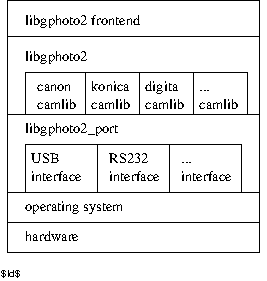 libgphoto2 frontend
libgphoto2
canon konica digita ...
camlib camlib camlib camlib
libgphoto2_port
USB RS232 ...
interface interface interface
operating system
hardware
$Id$